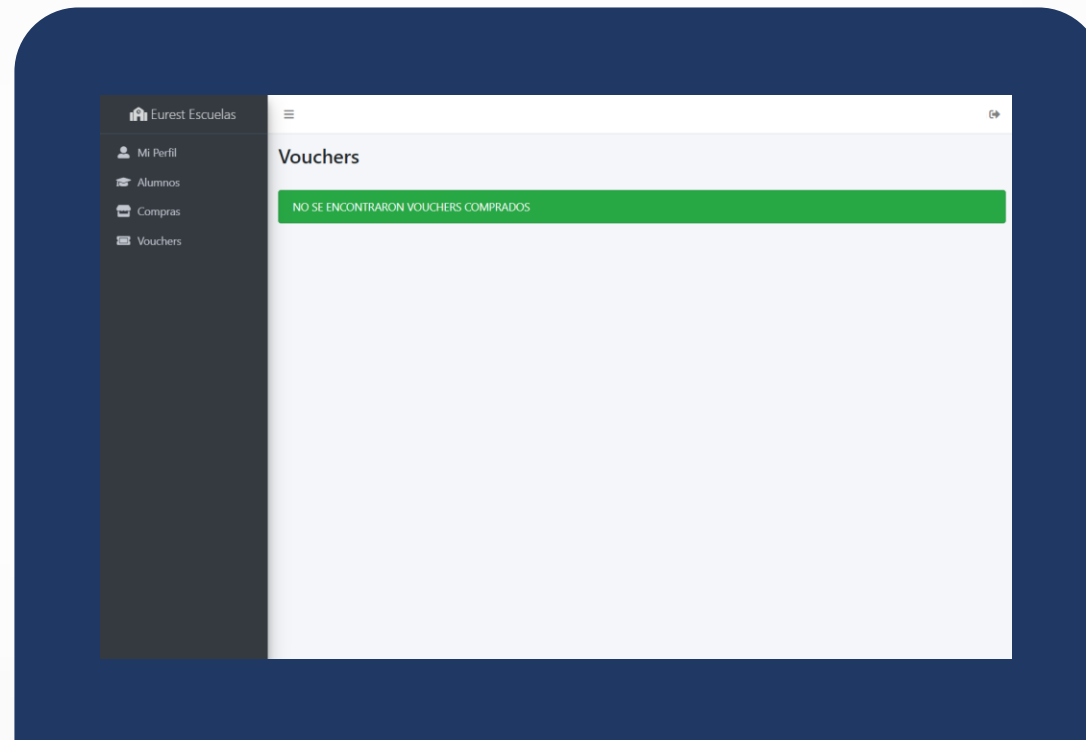 Eurest Escuelas
Mi Perfil
Alumnos
Compras
Vouchers
Vouchers
NO SE ENCONTRARON VOUCHERS COMPRADOS